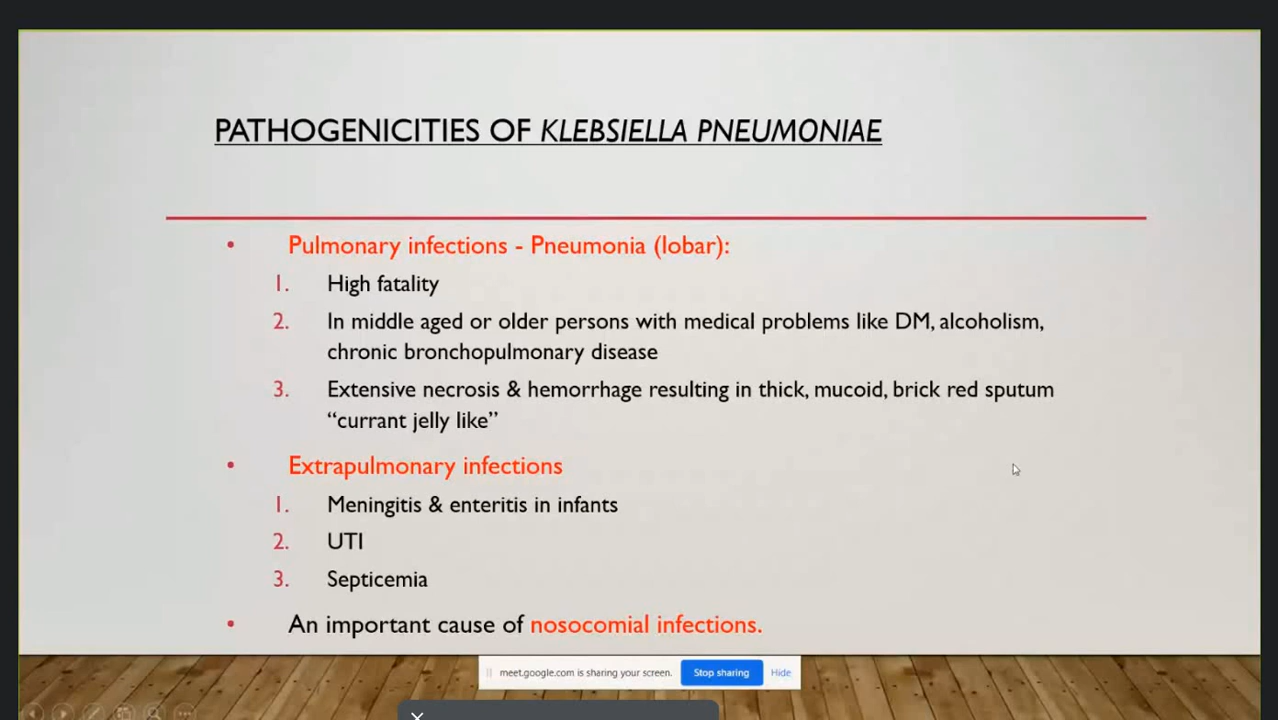 PATHOGENICITIES OF KLEBSIELLA PNEUMONIAE
• Pulmonary infections - Pneumonia (lobar):
1. High fatality
2. In middle aged or older persons with medical problems like DM, alcoholism,
chronic bronchopulmonary disease
3. Extensive necrosis & hemorrhage resulting in thick, mucoid, brick red sputum
“currant jelly like”
• Extrapulmonary infections
1. Meningitis & enteritis in infants
2. UTI
3. Septicemia
• An important cause of nosocomial infections.
meet.google.com is sharing your screen. Stop sharing Hide